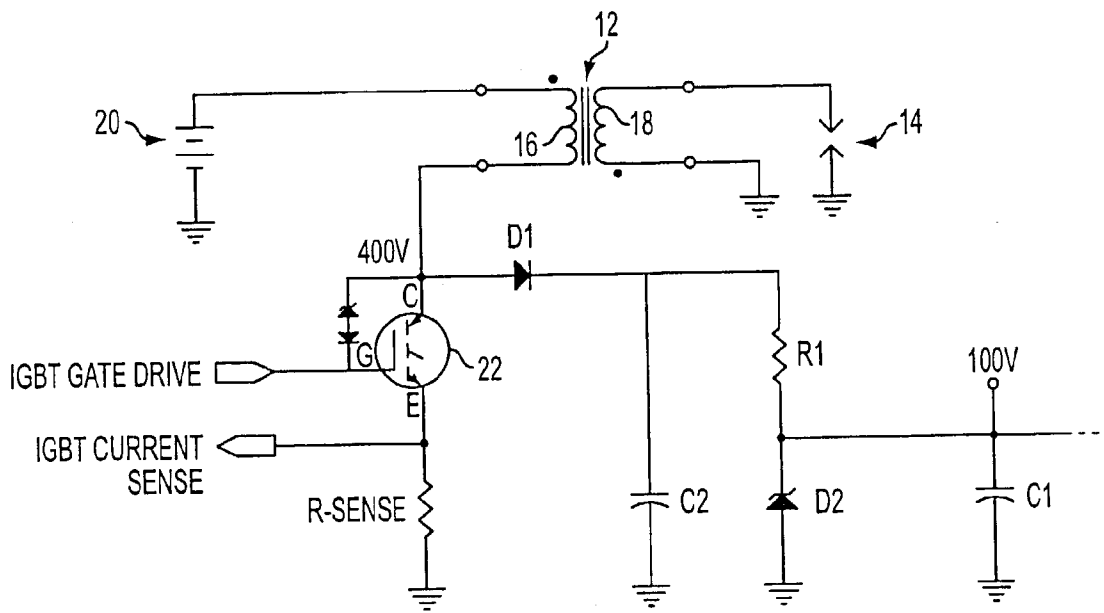 12
20
16
18
14
D1
400V
C
G
22
R1
100V
IGBT GATE DRIVE
E
IGBT CURRENT
SENSE
R-SENSE
C2
D2
C1